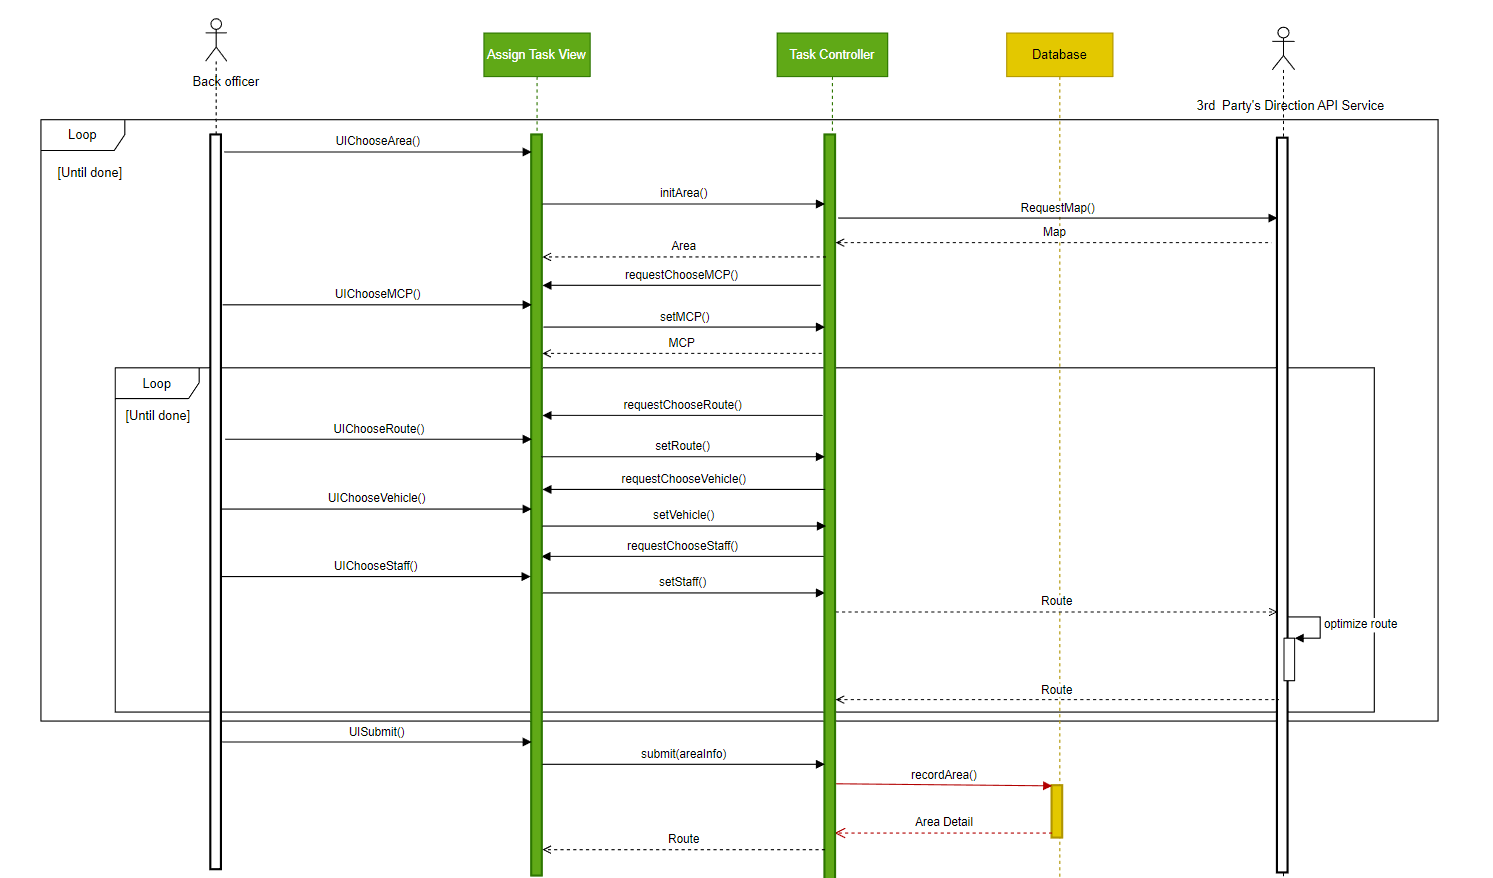 Assign Task View
Task Controller
Database
Back officer
3rd  Party's Direction API Service
Loop
[Until done]
UIChooseArea()
initArea()
RequestMap()
Map
Area
requestChooseMCP()
UIChooseMCP()
setMCP()
MCP
Loop
[Until done]
requestChooseRoute()
UIChooseRoute()
setRoute()
requestChooseVehicle()
UIChooseVehicle()
setVehicle()
requestChooseStaff()
UIChooseStaff()
setStaff()
Route
optimize route
Route
UISubmit()
submit(areaInfo)
recordArea()
Area Detail
Route